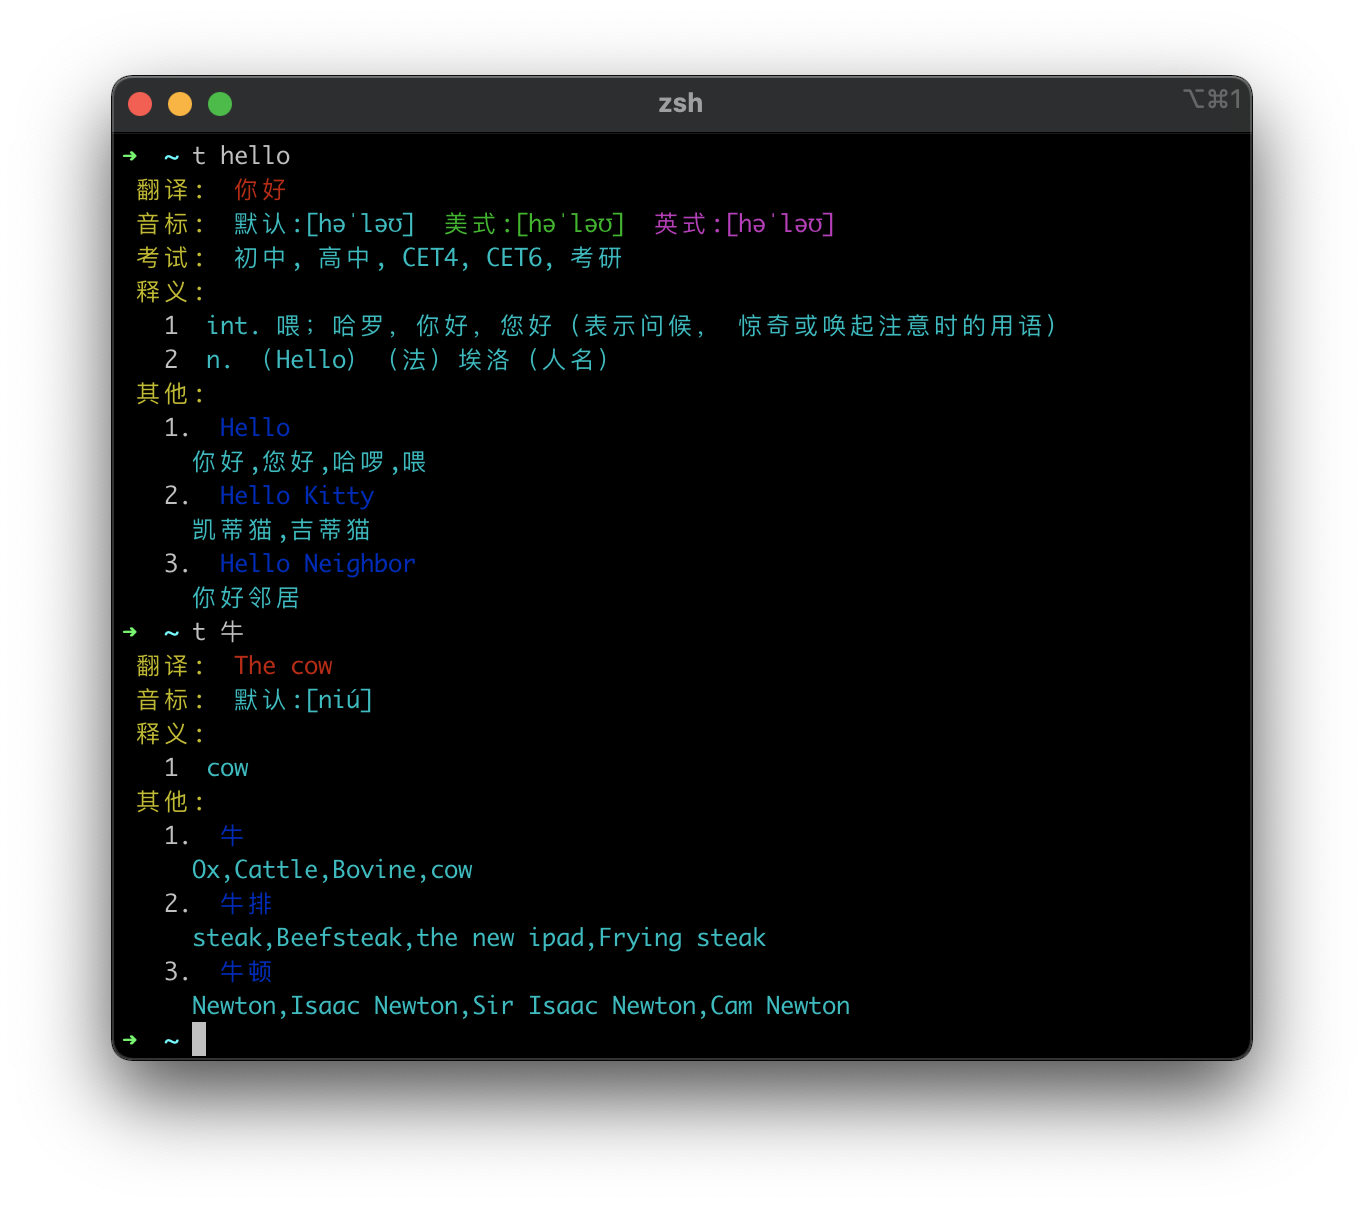 zsh
⌥⌘1
➜ ~ t hello
翻译: 你好
音标: 默认:[həˈləʊ] 美式:[həˈləʊ] 英式:[həˈləʊ]
考试: 初中, 高中, CET4, CET6, 考研
释义:
1 int. 喂；哈罗，你好，您好（表示问候， 惊奇或唤起注意时的用语）
2 n. （Hello）（法）埃洛（人名）
其他:
1. Hello
你好,您好,哈啰,喂
2. Hello Kitty
凯蒂猫,吉蒂猫
3. Hello Neighbor
你好邻居
➜ ~ t 牛
翻译: The cow
音标: 默认:[niú]
释义:
1 cow
其他:
1. 牛
Ox,Cattle,Bovine,cow
2. 牛排
steak,Beefsteak,the new ipad,Frying steak
3. 牛顿
Newton,Isaac Newton,Sir Isaac Newton,Cam Newton
➜ ~